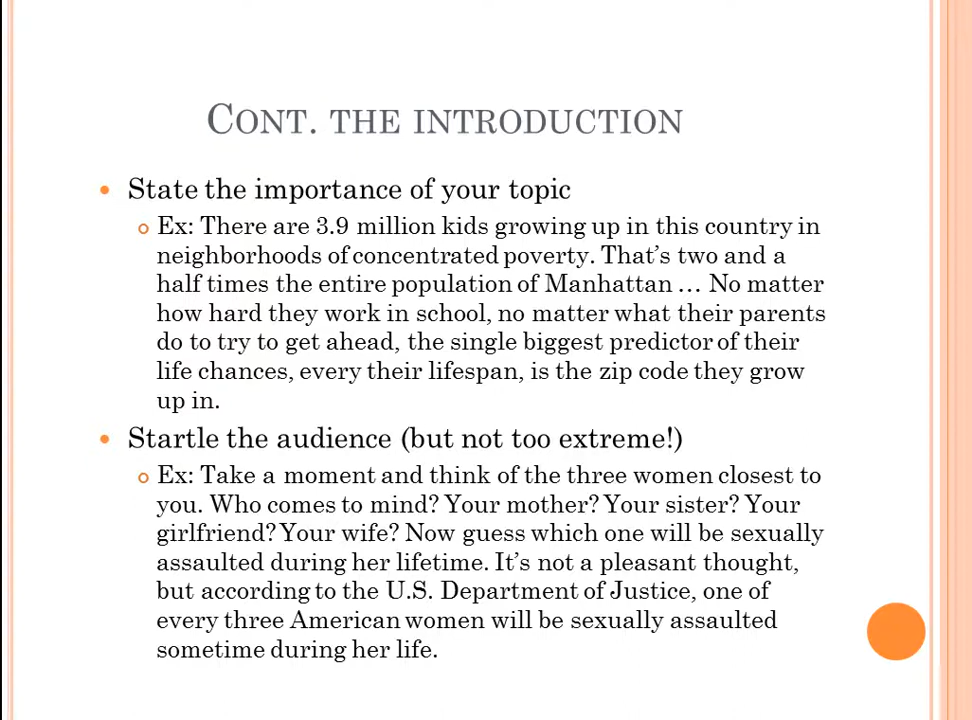 CONT. THE INTRODUCTION
State the importance of your topic
Ex: There are 3.9 million kids growing up in this country in
neighborhoods of concentrated poverty. That's two and a
half times the entire population of Manhattan … No matter
how hard they work in school, no matter what their parents
do to try to get ahead, the single biggest predictor of their
life chances, every their lifespan, is the zip code they grow
up in.
Startle the audience (but not too extreme!)
Ex: Take a moment and think of the three women closest to
you. Who comes to mind? Your mother? Your sister? Your
girlfriend? Your wife? Now guess which one will be sexually
assaulted during her lifetime. It's not a pleasant thought,
but according to the U.S. Department of Justice, one of
every three American women will be sexually assaulted
sometime during her life.